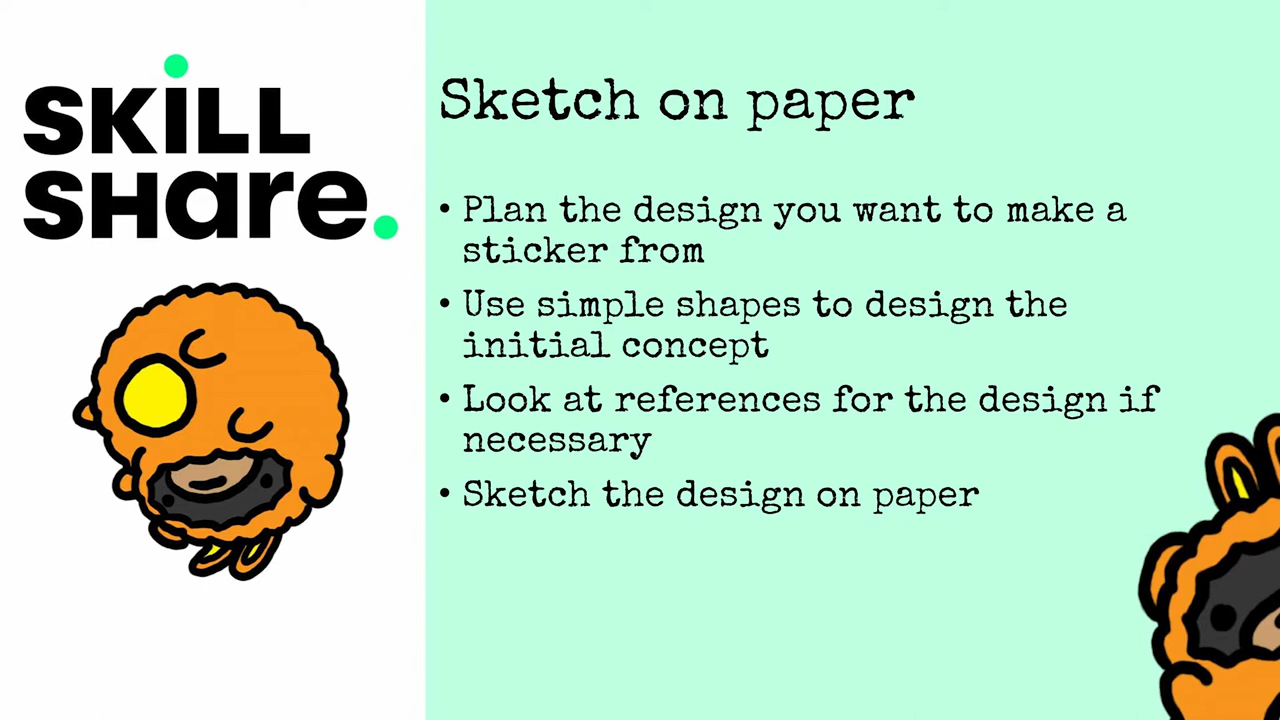 SKILL
SHare.
Sketch on paper
• Plan the design you want to make a
sticker from
• Use simple shapes to design the
initial concept
• Look at references for the design if
necessary
• Sketch the design on paper